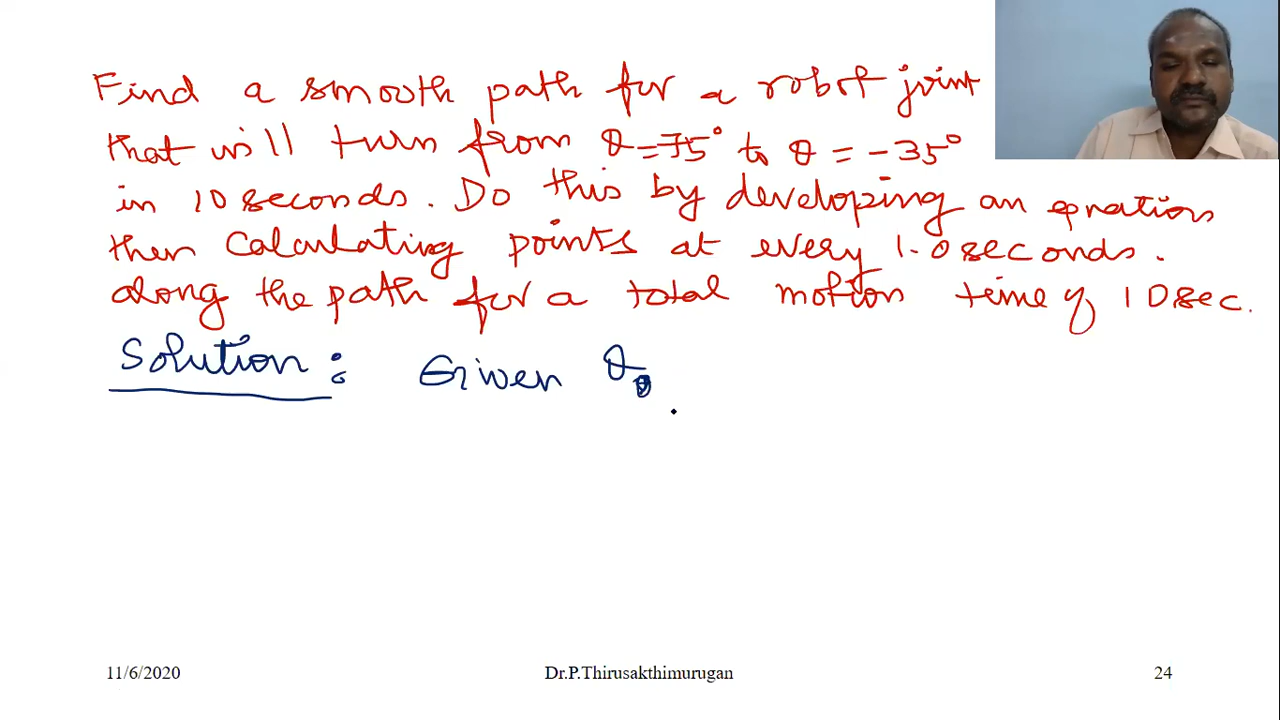 Find a smooth path for a robot joint
that will turn from θ=75° to θ = -35°
in 10 seconds. Do this by developing an equation
then Calculating points at every 1.0 seconds.
along the path for a total motion time of 10 sec.
Solution: Given θ₀
11/6/2020 Dr.P.Thirusakthimurugan 24